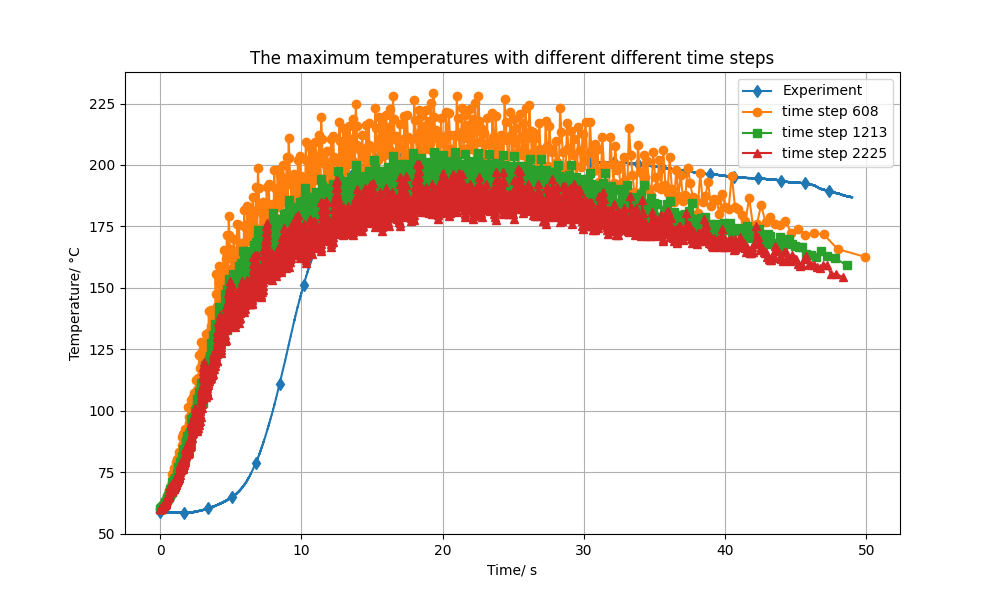 The maximum temperatures with different different time steps
Experiment
time step 608
time step 1213
time step 2225
Temperature/ °C
225
200
175
150
125
100
75
50
0 10 20 30 40 50
Time/ s